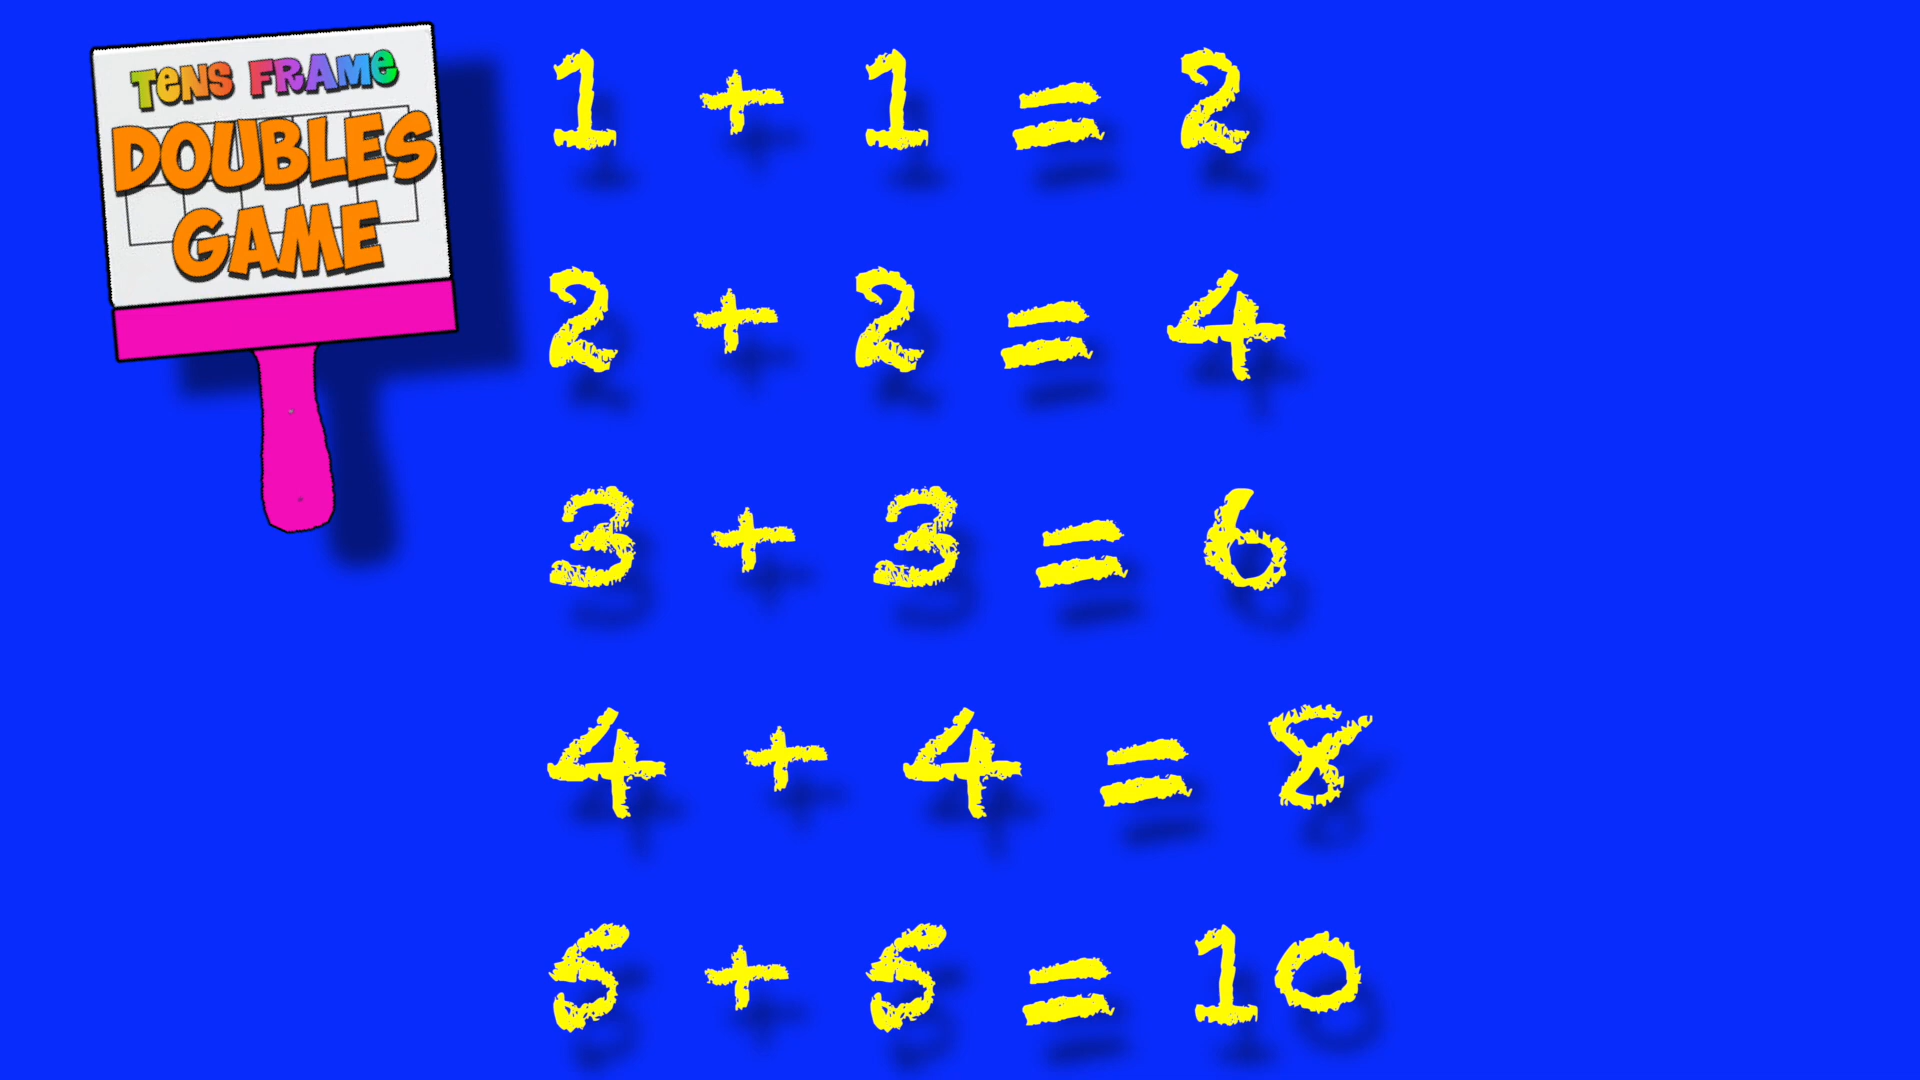 TENS FRAME
DOUBLES
GAME
1 + 1 = 2
2 + 2 = 4
3 + 3 = 6
4 + 4 = 8
5 + 5 = 10